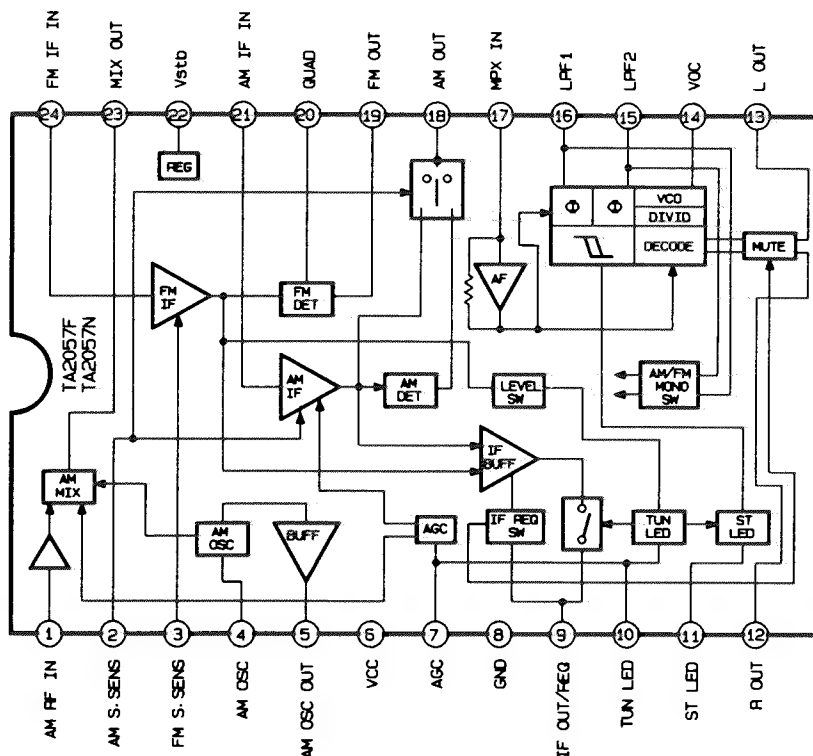 FM IF IN
MIX OUT
Vstb
AM IF IN
QUAD
FM OUT
AM OUT
MPX IN
LPF1
LPF2
VOC
L OUT
24
23
22
21
20
19
18
17
16
15
14
13
REG
Φ
Φ
VCO
DIVID
DECODE
MUTE
FM
IF
FM
DET
AF
TA2057F
TA2057N
AM
IF
AM
DET
LEVEL
SW
AM/FM
MONO
SW
IF
BUFF
AM
MIX
AM
OSC
BUFF
AGC
IF REQ
SW
TUN
LED
ST
LED
1
2
3
4
5
6
7
8
9
10
11
12
AM RF IN
AM S.SENS
FM S.SENS
AM OSC
AM OSC OUT
VCC
AGC
GND
IF OUT/REQ
TUN LED
ST LED
R OUT